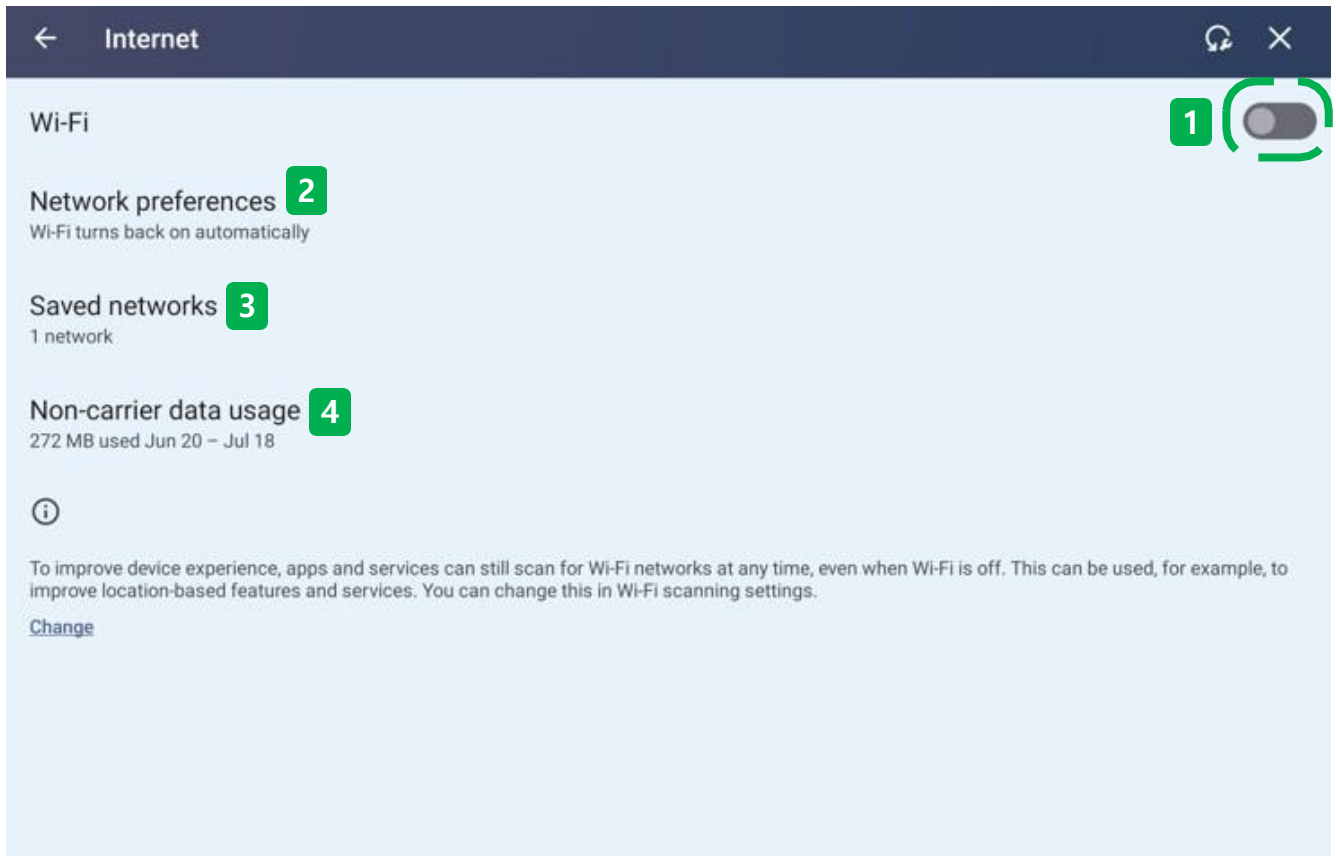 Internet
Wi-Fi
1
Network preferences 2
Wi-Fi turns back on automatically
Saved networks 3
1 network
Non-carrier data usage 4
272 MB used Jun 20 – Jul 18
To improve device experience, apps and services can still scan for Wi-Fi networks at any time, even when Wi-Fi is off. This can be used, for example, to
improve location-based features and services. You can change this in Wi-Fi scanning settings.
Change